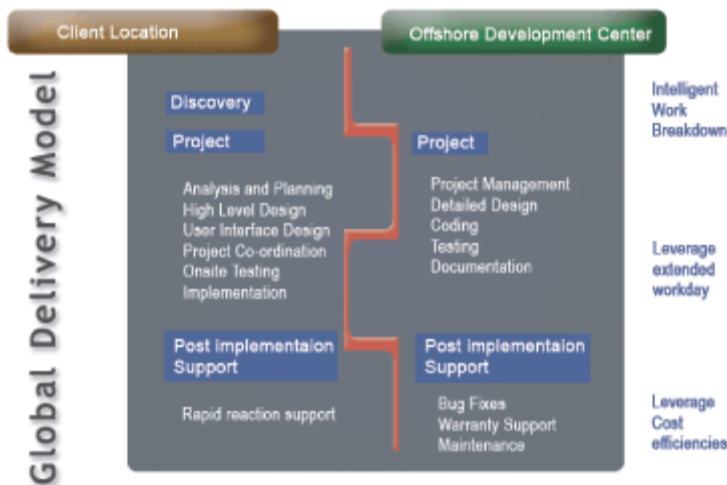 Client Location
Offshore Development Center
Global Delivery Model
Discovery
Project
Analysis and Planning
High Level Design
User Interface Design
Project Co-ordination
Onsite Testing
Implementation
Post implementaion
Support
Rapid reaction support
Project
Project Management
Detailed Design
Coding
Testing
Documentation
Post implementaion
Support
Bug Fixes
Warranty Support
Maintenance
Intelligent
Work
Breakdown
Leverage
extended
workday
Leverage
Cost
efficiencies